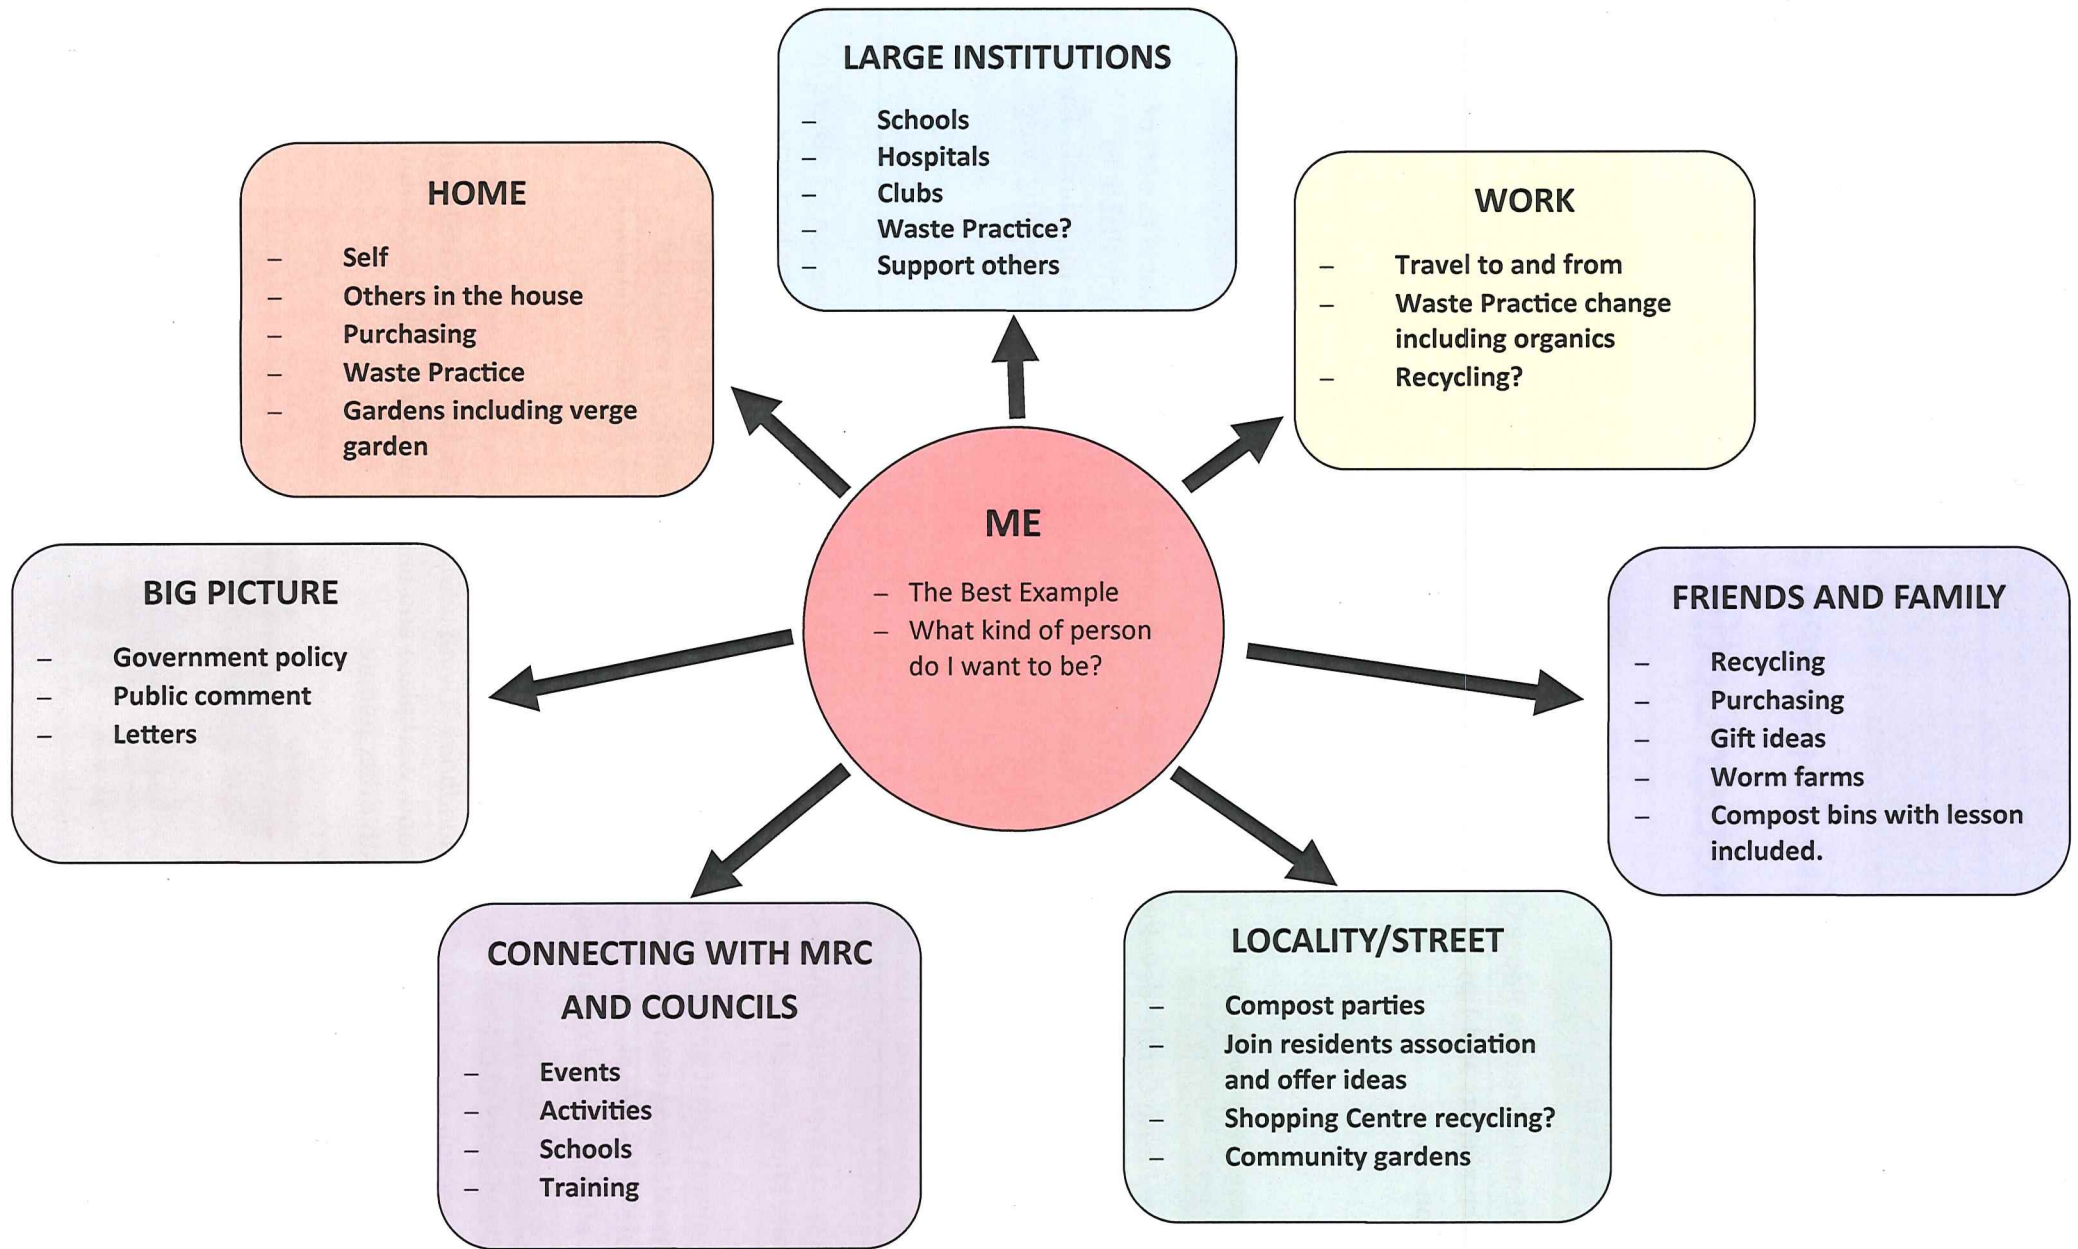 LARGE INSTITUTIONS
– Schools
– Hospitals
– Clubs
– Waste Practice?
– Support others
HOME
– Self
– Others in the house
– Purchasing
– Waste Practice
– Gardens including verge
garden
WORK
– Travel to and from
– Waste Practice change
including organics
– Recycling?
ME
– The Best Example
– What kind of person
do I want to be?
BIG PICTURE
– Government policy
– Public comment
– Letters
FRIENDS AND FAMILY
– Recycling
– Purchasing
– Gift ideas
– Worm farms
– Compost bins with lesson
included.
CONNECTING WITH MRC
AND COUNCILS
– Events
– Activities
– Schools
– Training
LOCALITY/STREET
– Compost parties
– Join residents association
and offer ideas
– Shopping Centre recycling?
– Community gardens